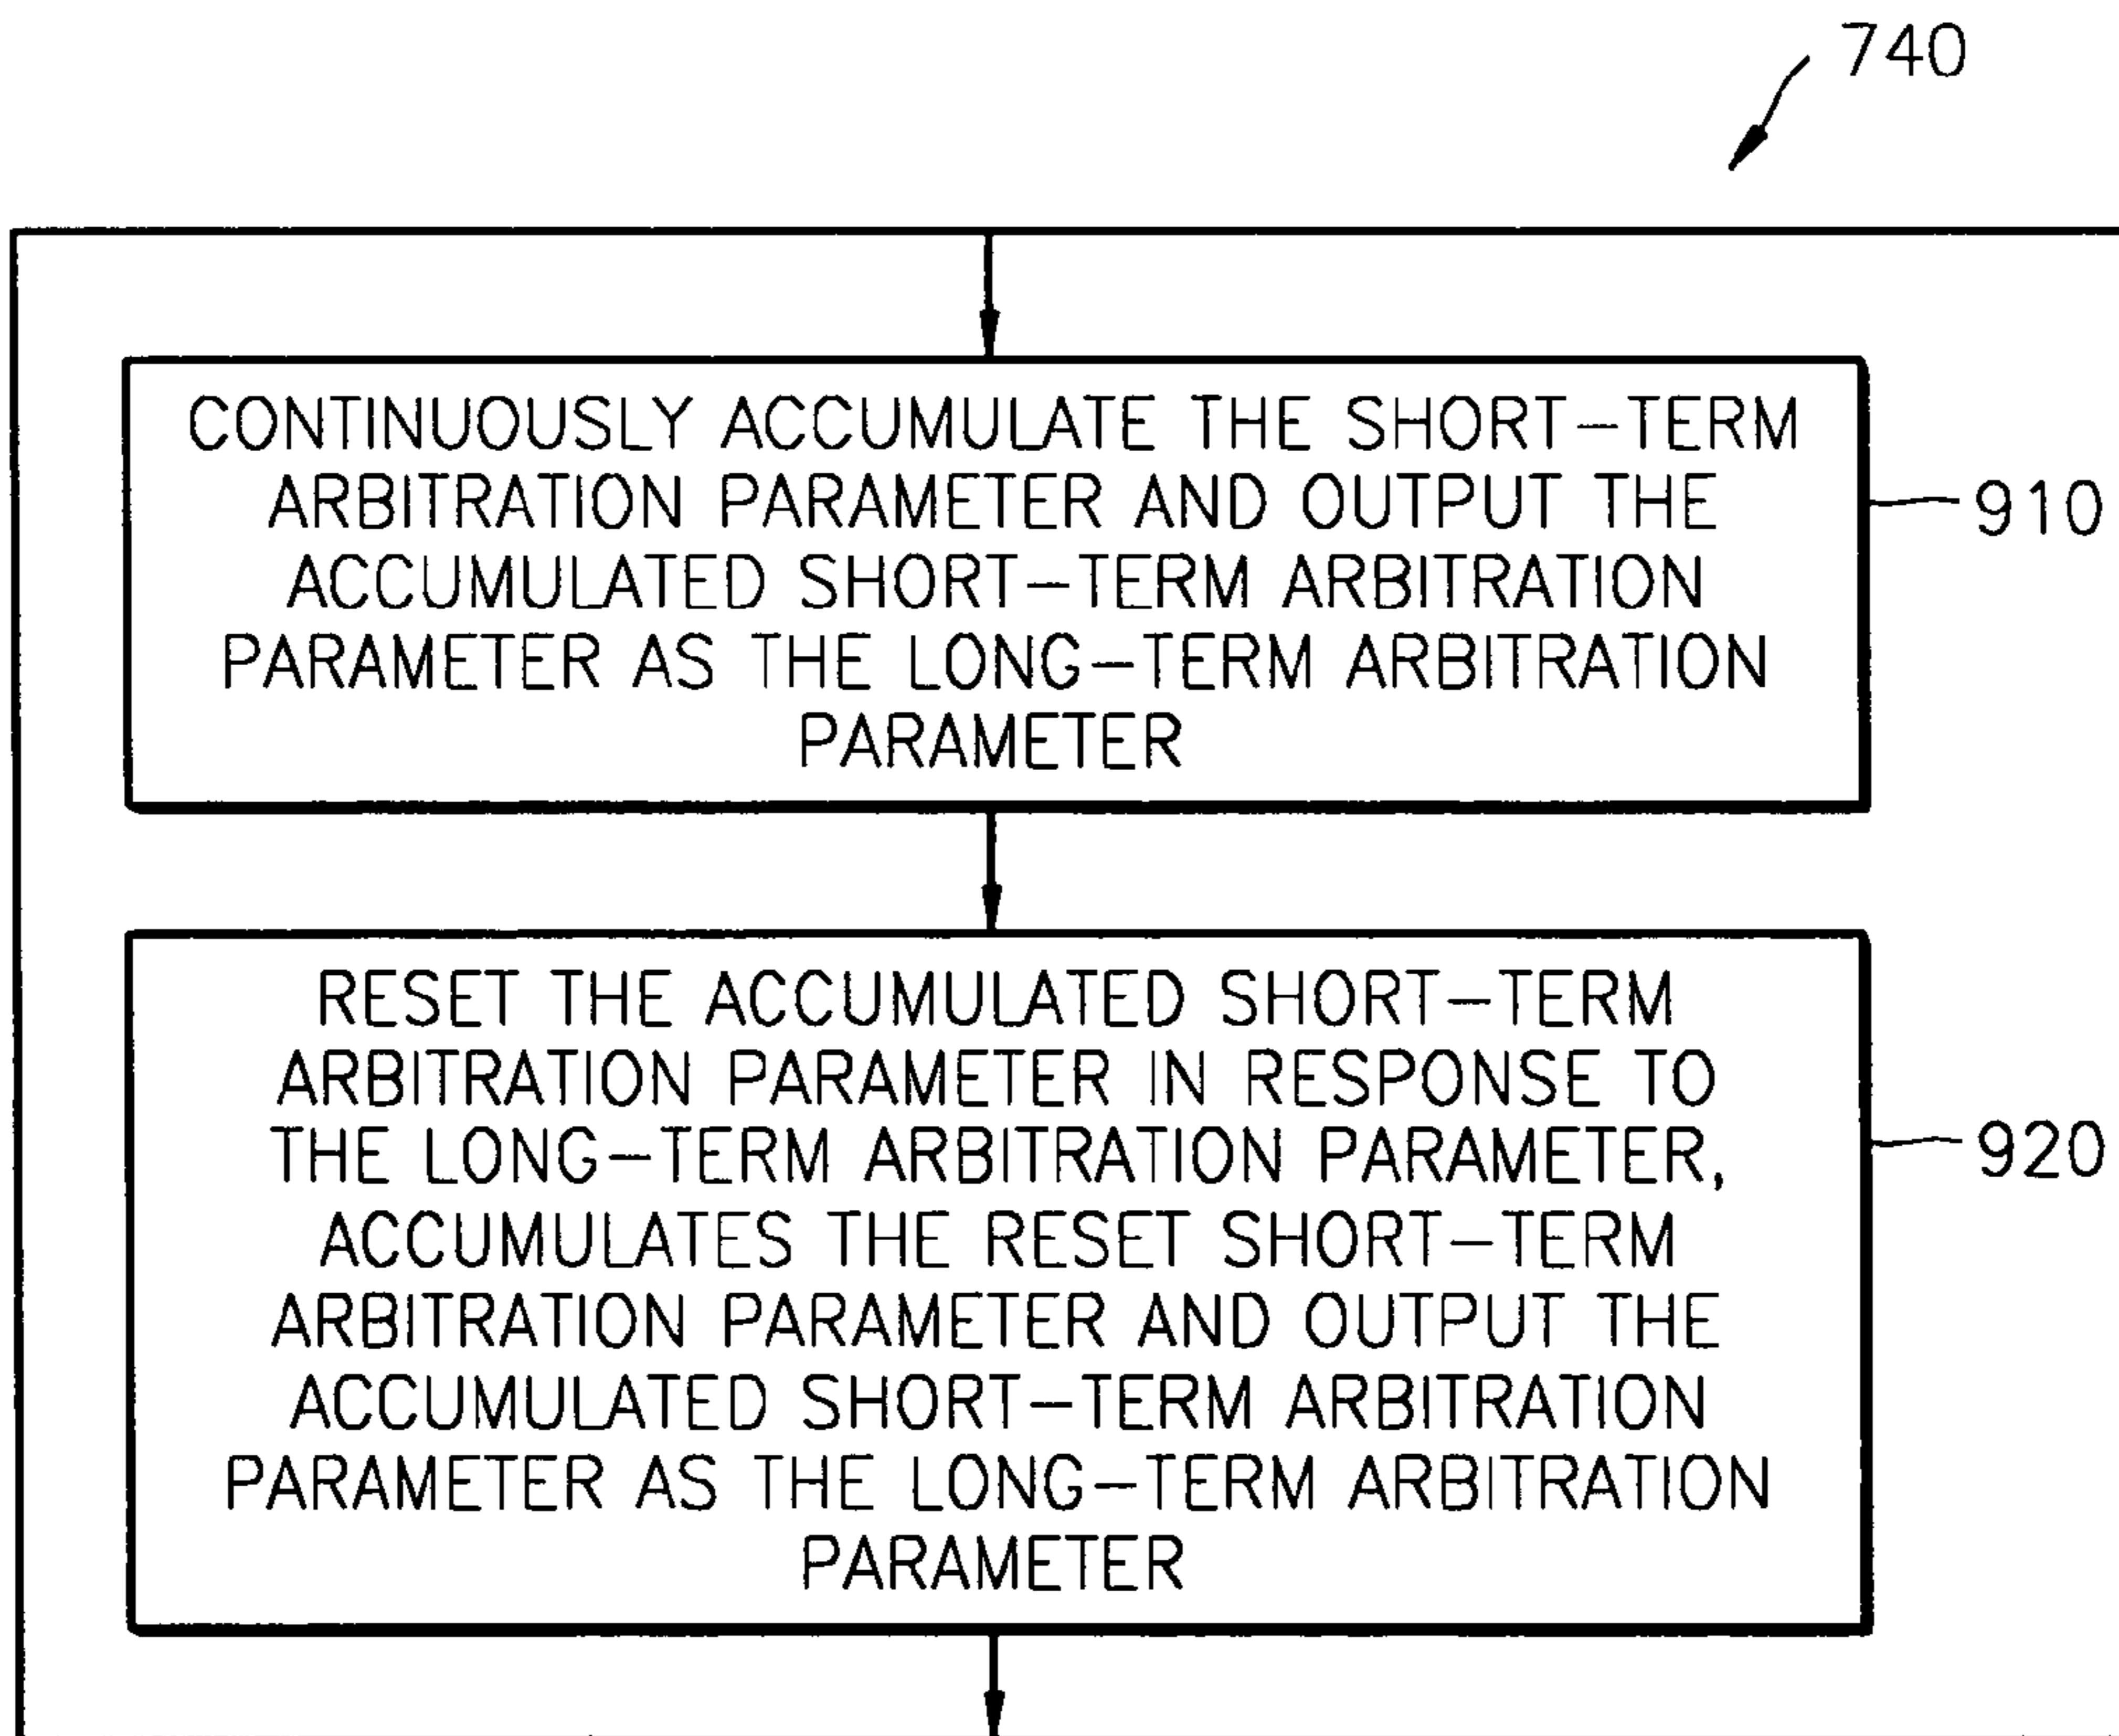 740
CONTINUOUSLY ACCUMULATE THE SHORT-TERM
ARBITRATION PARAMETER AND OUTPUT THE
ACCUMULATED SHORT-TERM ARBITRATION
PARAMETER AS THE LONG-TERM ARBITRATION
PARAMETER
910
RESET THE ACCUMULATED SHORT-TERM
ARBITRATION PARAMETER IN RESPONSE TO
THE LONG-TERM ARBITRATION PARAMETER,
ACCUMULATES THE RESET SHORT-TERM
ARBITRATION PARAMETER AND OUTPUT THE
ACCUMULATED SHORT-TERM ARBITRATION
PARAMETER AS THE LONG-TERM ARBITRATION
PARAMETER
920